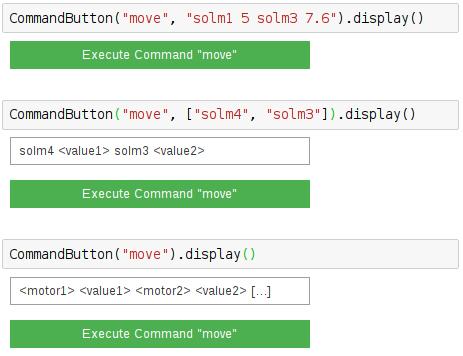 CommandButton("move", "solm1 5 solm3 7.6").display()
Execute Command "move"
CommandButton("move", ["solm4", "solm3"]).display()
solm4 <value1> solm3 <value2>
Execute Command "move"
CommandButton("move").display()
<motor1> <value1> <motor2> <value2> [...]
Execute Command "move"